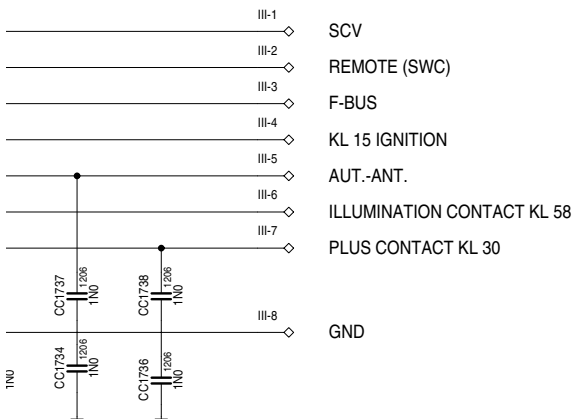 III-1
SCV
III-2
REMOTE (SWC)
III-3
F-BUS
III-4
KL 15 IGNITION
III-5
AUT.-ANT.
III-6
ILLUMINATION CONTACT KL 58
III-7
PLUS CONTACT KL 30
CC1737
1206
1N0
CC1738
1206
1N0
III-8
GND
1N0
CC1734
1206
1N0
CC1736
1206
1N0